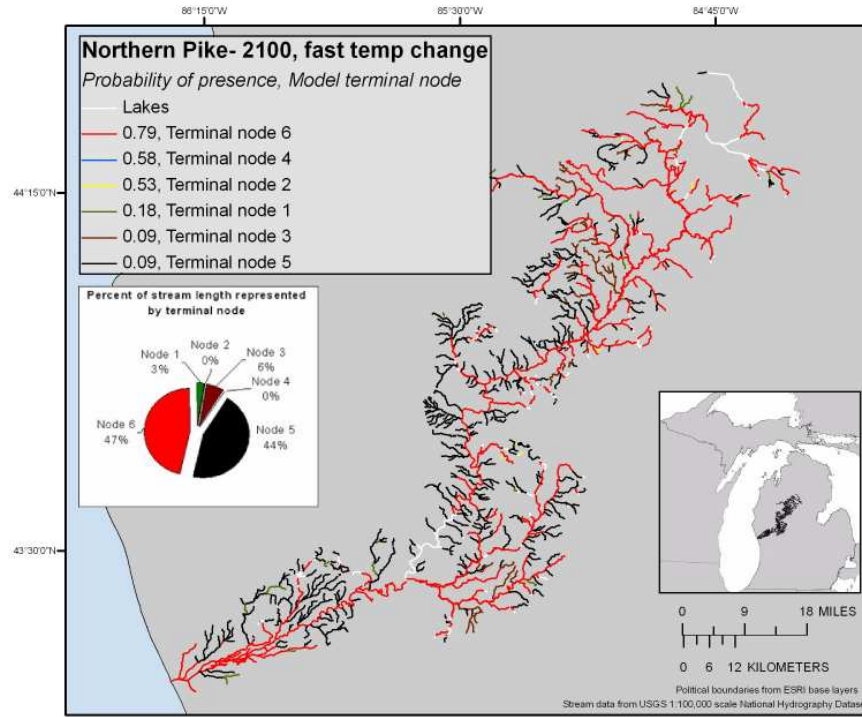 86°15'0"W 85°30'0"W 84°45'0"W
Northern Pike- 2100, fast temp change
Probability of presence, Model terminal node
Lakes
0.79, Terminal node 6
0.58, Terminal node 4
0.53, Terminal node 2
0.18, Terminal node 1
0.09, Terminal node 3
0.09, Terminal node 5
44°15'0"N
Percent of stream length represented
by terminal node
Node 1
3%
Node 2
0%
Node 3
6%
Node 4
0%
Node 5
44%
Node 6
47%
43°30'0"N
0 9 18 MILES
0 6 12 KILOMETERS
Political boundaries from ESRI base layers
Stream data from USGS 1:100,000 scale National Hydrography Datase